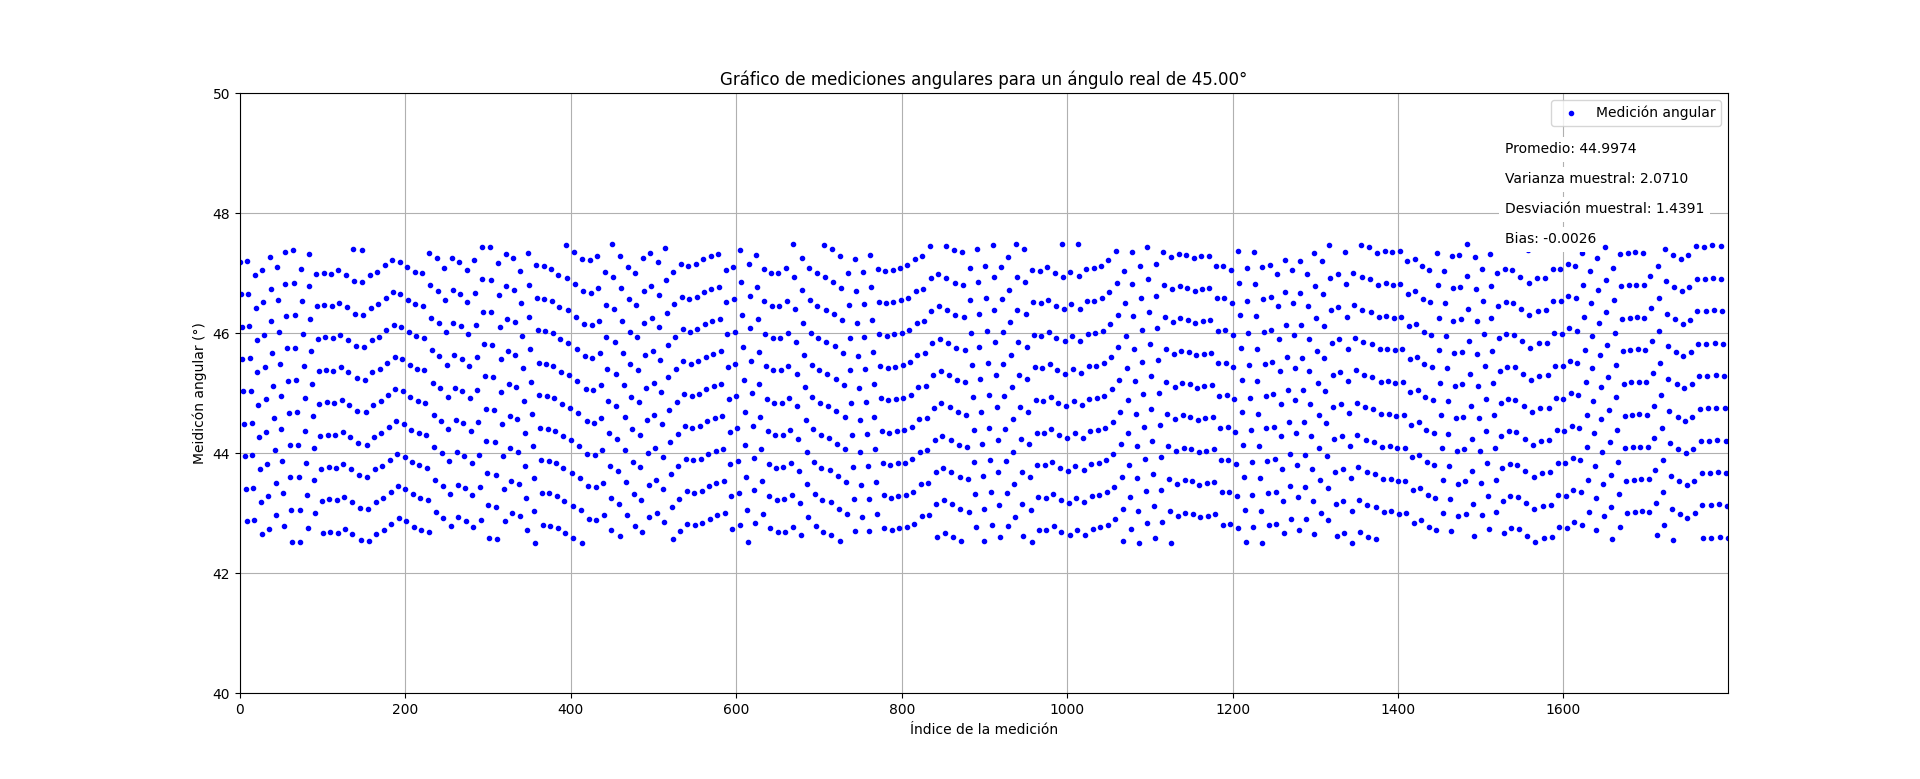 Gráfico de mediciones angulares para un ángulo real de 45.00°
50
Medición angular
Promedio: 44.9974
Varianza muestral: 2.0710
48
Desviación muestral: 1.4391
Bias: -0.0026
46
Meidicón angular (°)
44
42
40
0 200 400 600 800 1000 1200 1400 1600
Índice de la medición